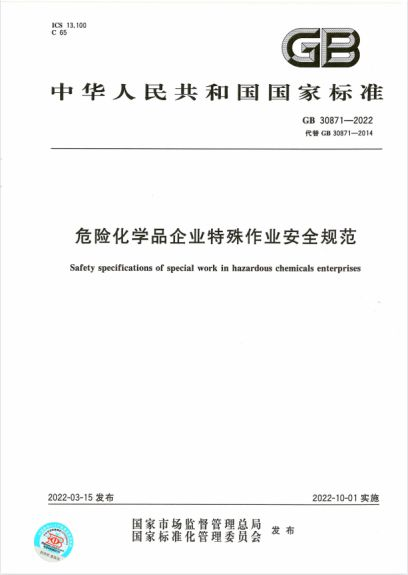 ICS 13.100
C 65
GB
中华人民共和国国家标准
GB 30871—2022
代替 GB 30871—2014
危险化学品企业特殊作业安全规范
Safety specifications of special work in hazardous chemicals enterprises
2022-03-15 发布
2022-10-01 实施
国家市场监督管理总局
国家标准化管理委员会
发布